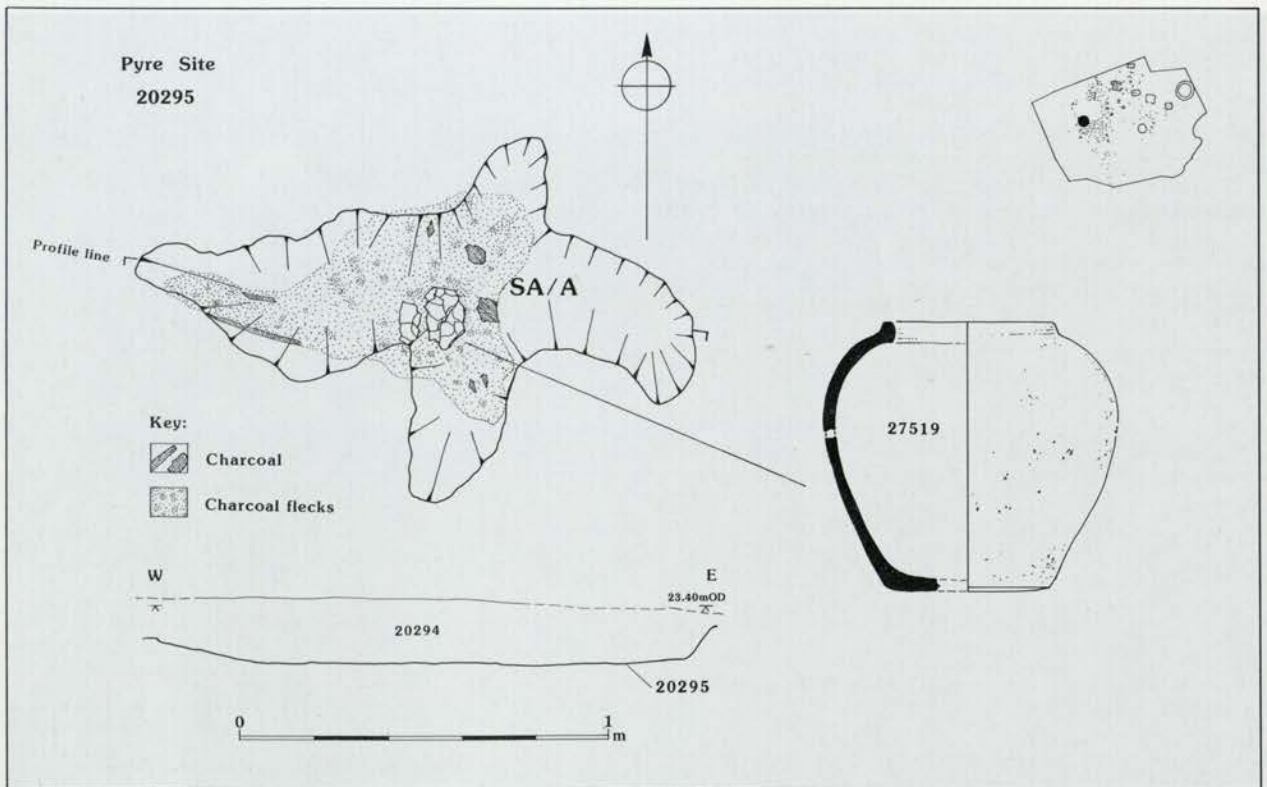 Pyre Site
20295
Profile line
SA/A
27519
Key:
Charcoal
Charcoal flecks
W
E
23.40mOD
20294
20295
0
1
m